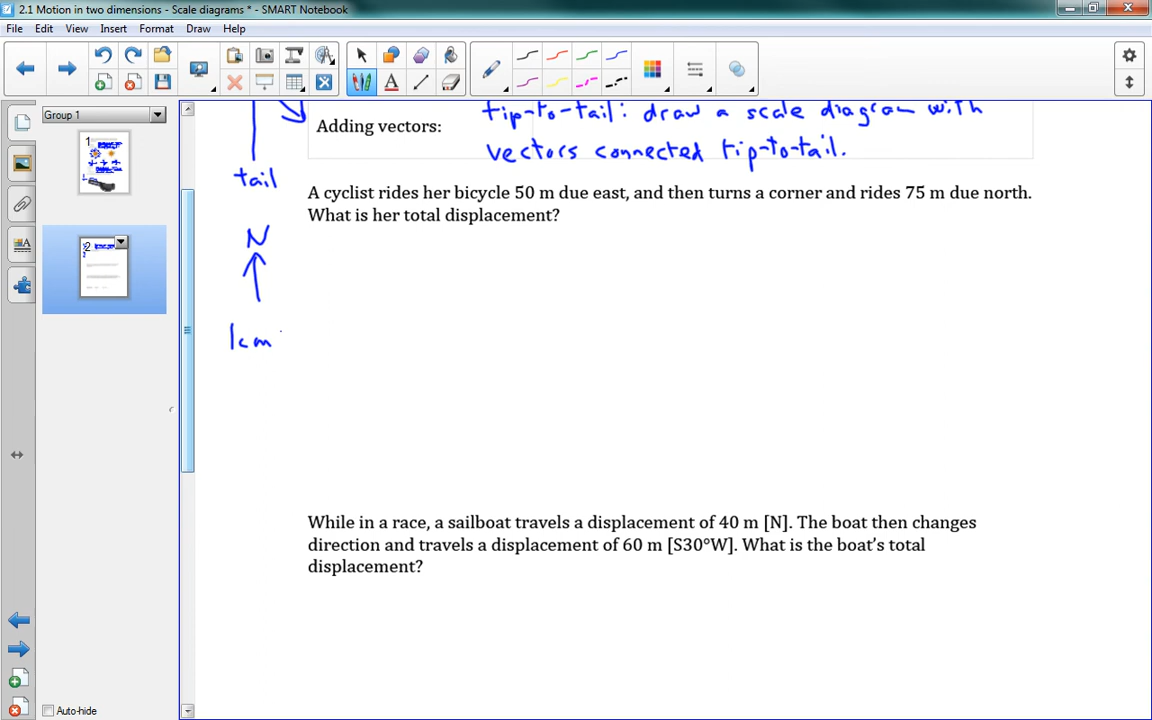 2.1 Motion in two dimensions - Scale diagrams * - SMART Notebook
File Edit View Insert Format Draw Help
Group 1
1
2
tip-to-tail: draw a scale diagram with
Adding vectors:
vectors connected tip-to-tail.
tail
A cyclist rides her bicycle 50 m due east, and then turns a corner and rides 75 m due north.
What is her total displacement?
N
1cm
While in a race, a sailboat travels a displacement of 40 m [N]. The boat then changes
direction and travels a displacement of 60 m [S30°W]. What is the boat's total
displacement?
Auto-hide